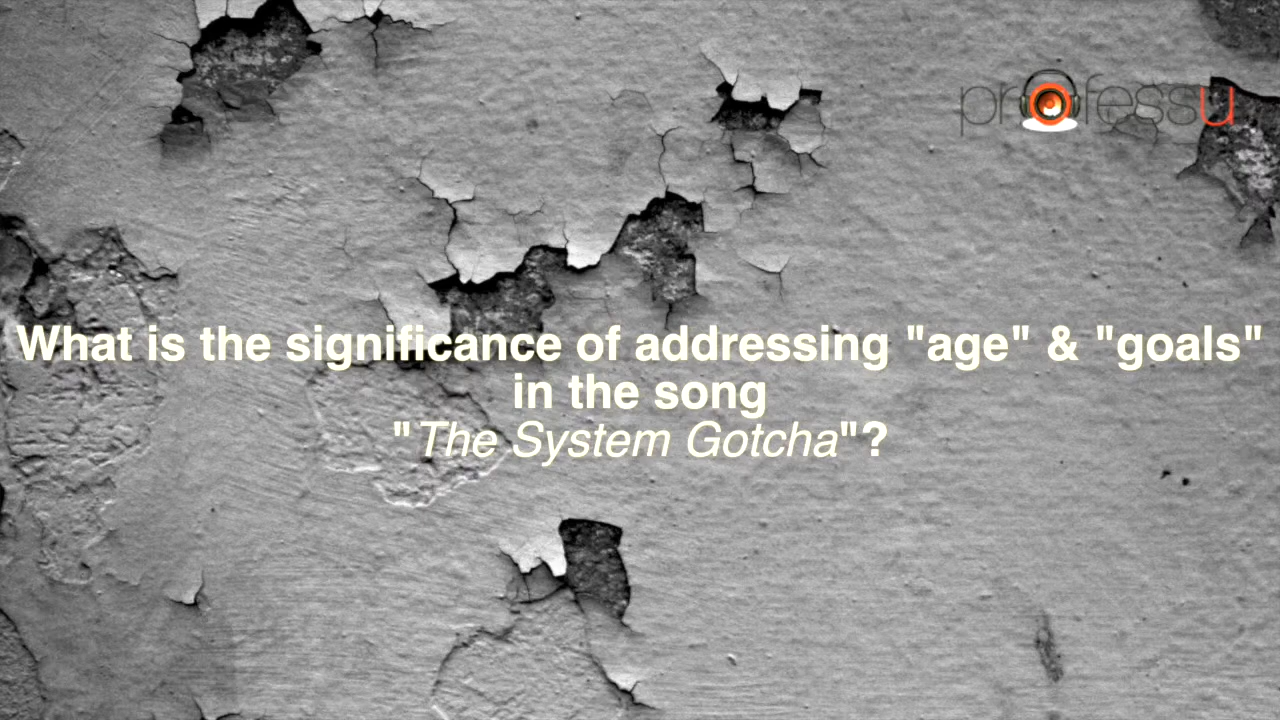 professu
What is the significance of addressing "age" & "goals"
in the song
"The System Gotcha"?